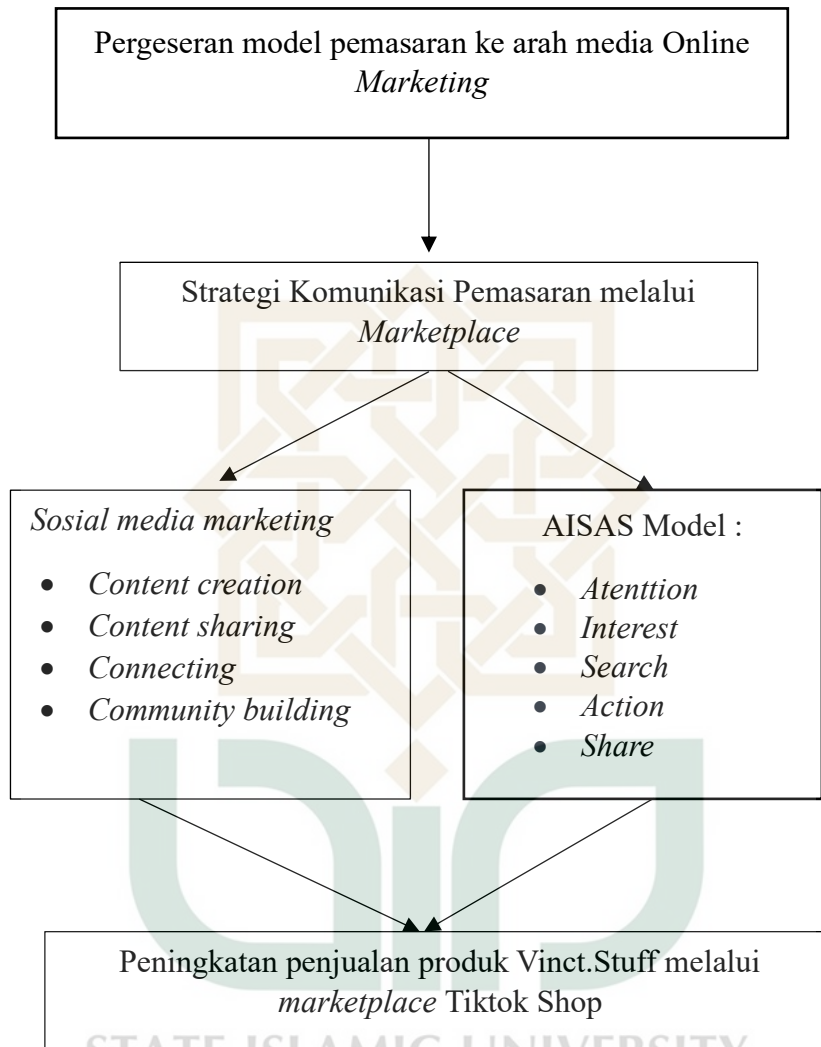 Pergeseran model pemasaran ke arah media Online
Marketing
Strategi Komunikasi Pemasaran melalui
Marketplace
Sosial media marketing
• Content creation
• Content sharing
• Connecting
• Community building
AISAS Model :
• Atenttion
• Interest
• Search
• Action
• Share
Peningkatan penjualan produk Vinct.Stuff melalui
marketplace Tiktok Shop
STATE ISLAMIC UNIVERSITY